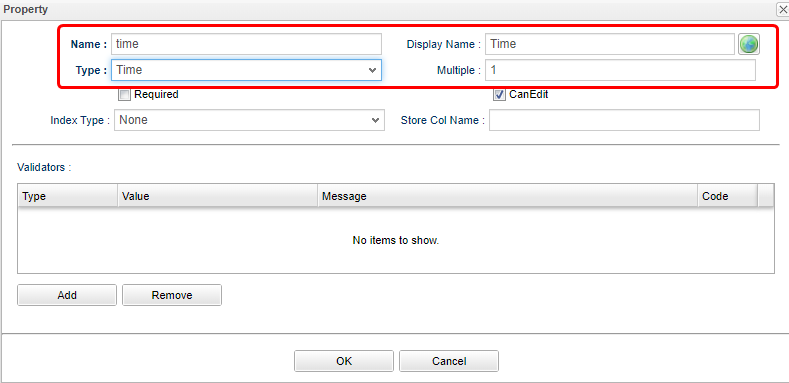 Property
Name : time Display Name : Time
Type : Time Multiple : 1
Required CanEdit
Index Type : None Store Col Name :
Validators :
Type Value Message Code
No items to show.
Add Remove
OK Cancel